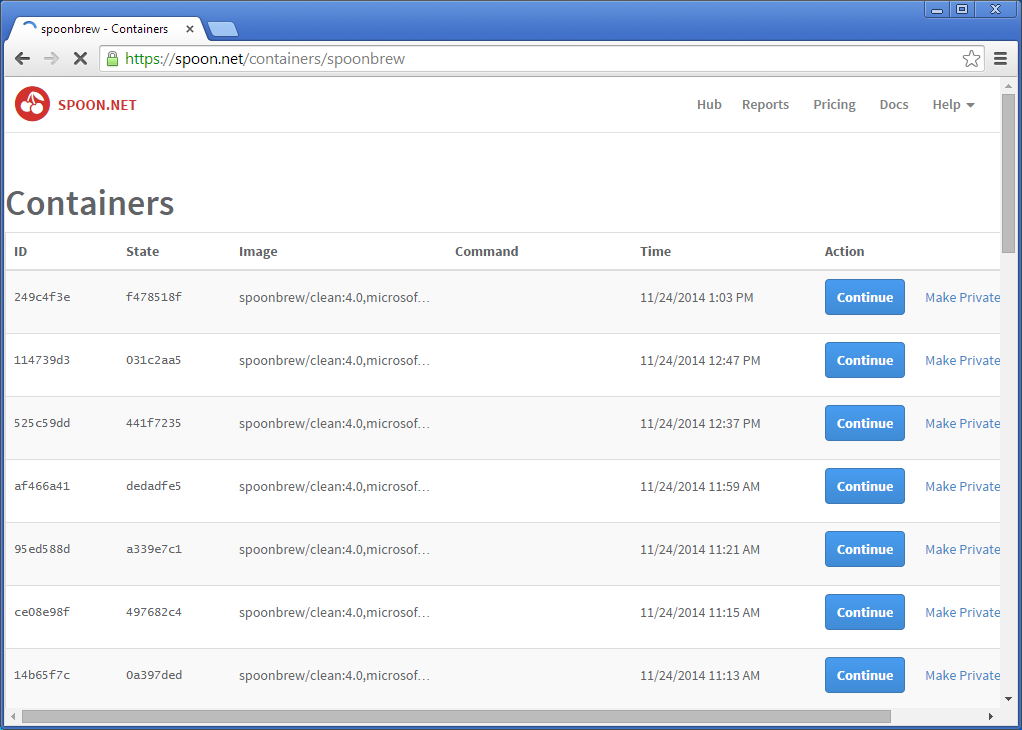 spoonbrew - Containers
https://spoon.net/containers/spoonbrew
SPOON.NET Hub Reports Pricing Docs Help
Containers
ID State Image Command Time Action
249c4f3e f478518f spoonbrew/clean:4.0,microsof... 11/24/2014 1:03 PM Continue Make Private
114739d3 031c2aa5 spoonbrew/clean:4.0,microsof... 11/24/2014 12:47 PM Continue Make Private
525c59dd 441f7235 spoonbrew/clean:4.0,microsof... 11/24/2014 12:37 PM Continue Make Private
af466a41 dedadfe5 spoonbrew/clean:4.0,microsof... 11/24/2014 11:59 AM Continue Make Private
95ed588d a339e7c1 spoonbrew/clean:4.0,microsof... 11/24/2014 11:21 AM Continue Make Private
ce08e98f 497682c4 spoonbrew/clean:4.0,microsof... 11/24/2014 11:15 AM Continue Make Private
14b65f7c 0a397ded spoonbrew/clean:4.0,microsof... 11/24/2014 11:13 AM Continue Make Private